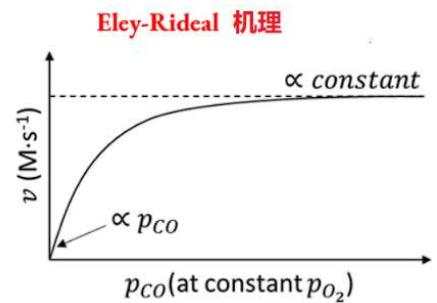 Eley-Rideal 机理
∝ constant
v (M·s⁻¹)
∝ p_CO
p_CO(at constant p_O₂)